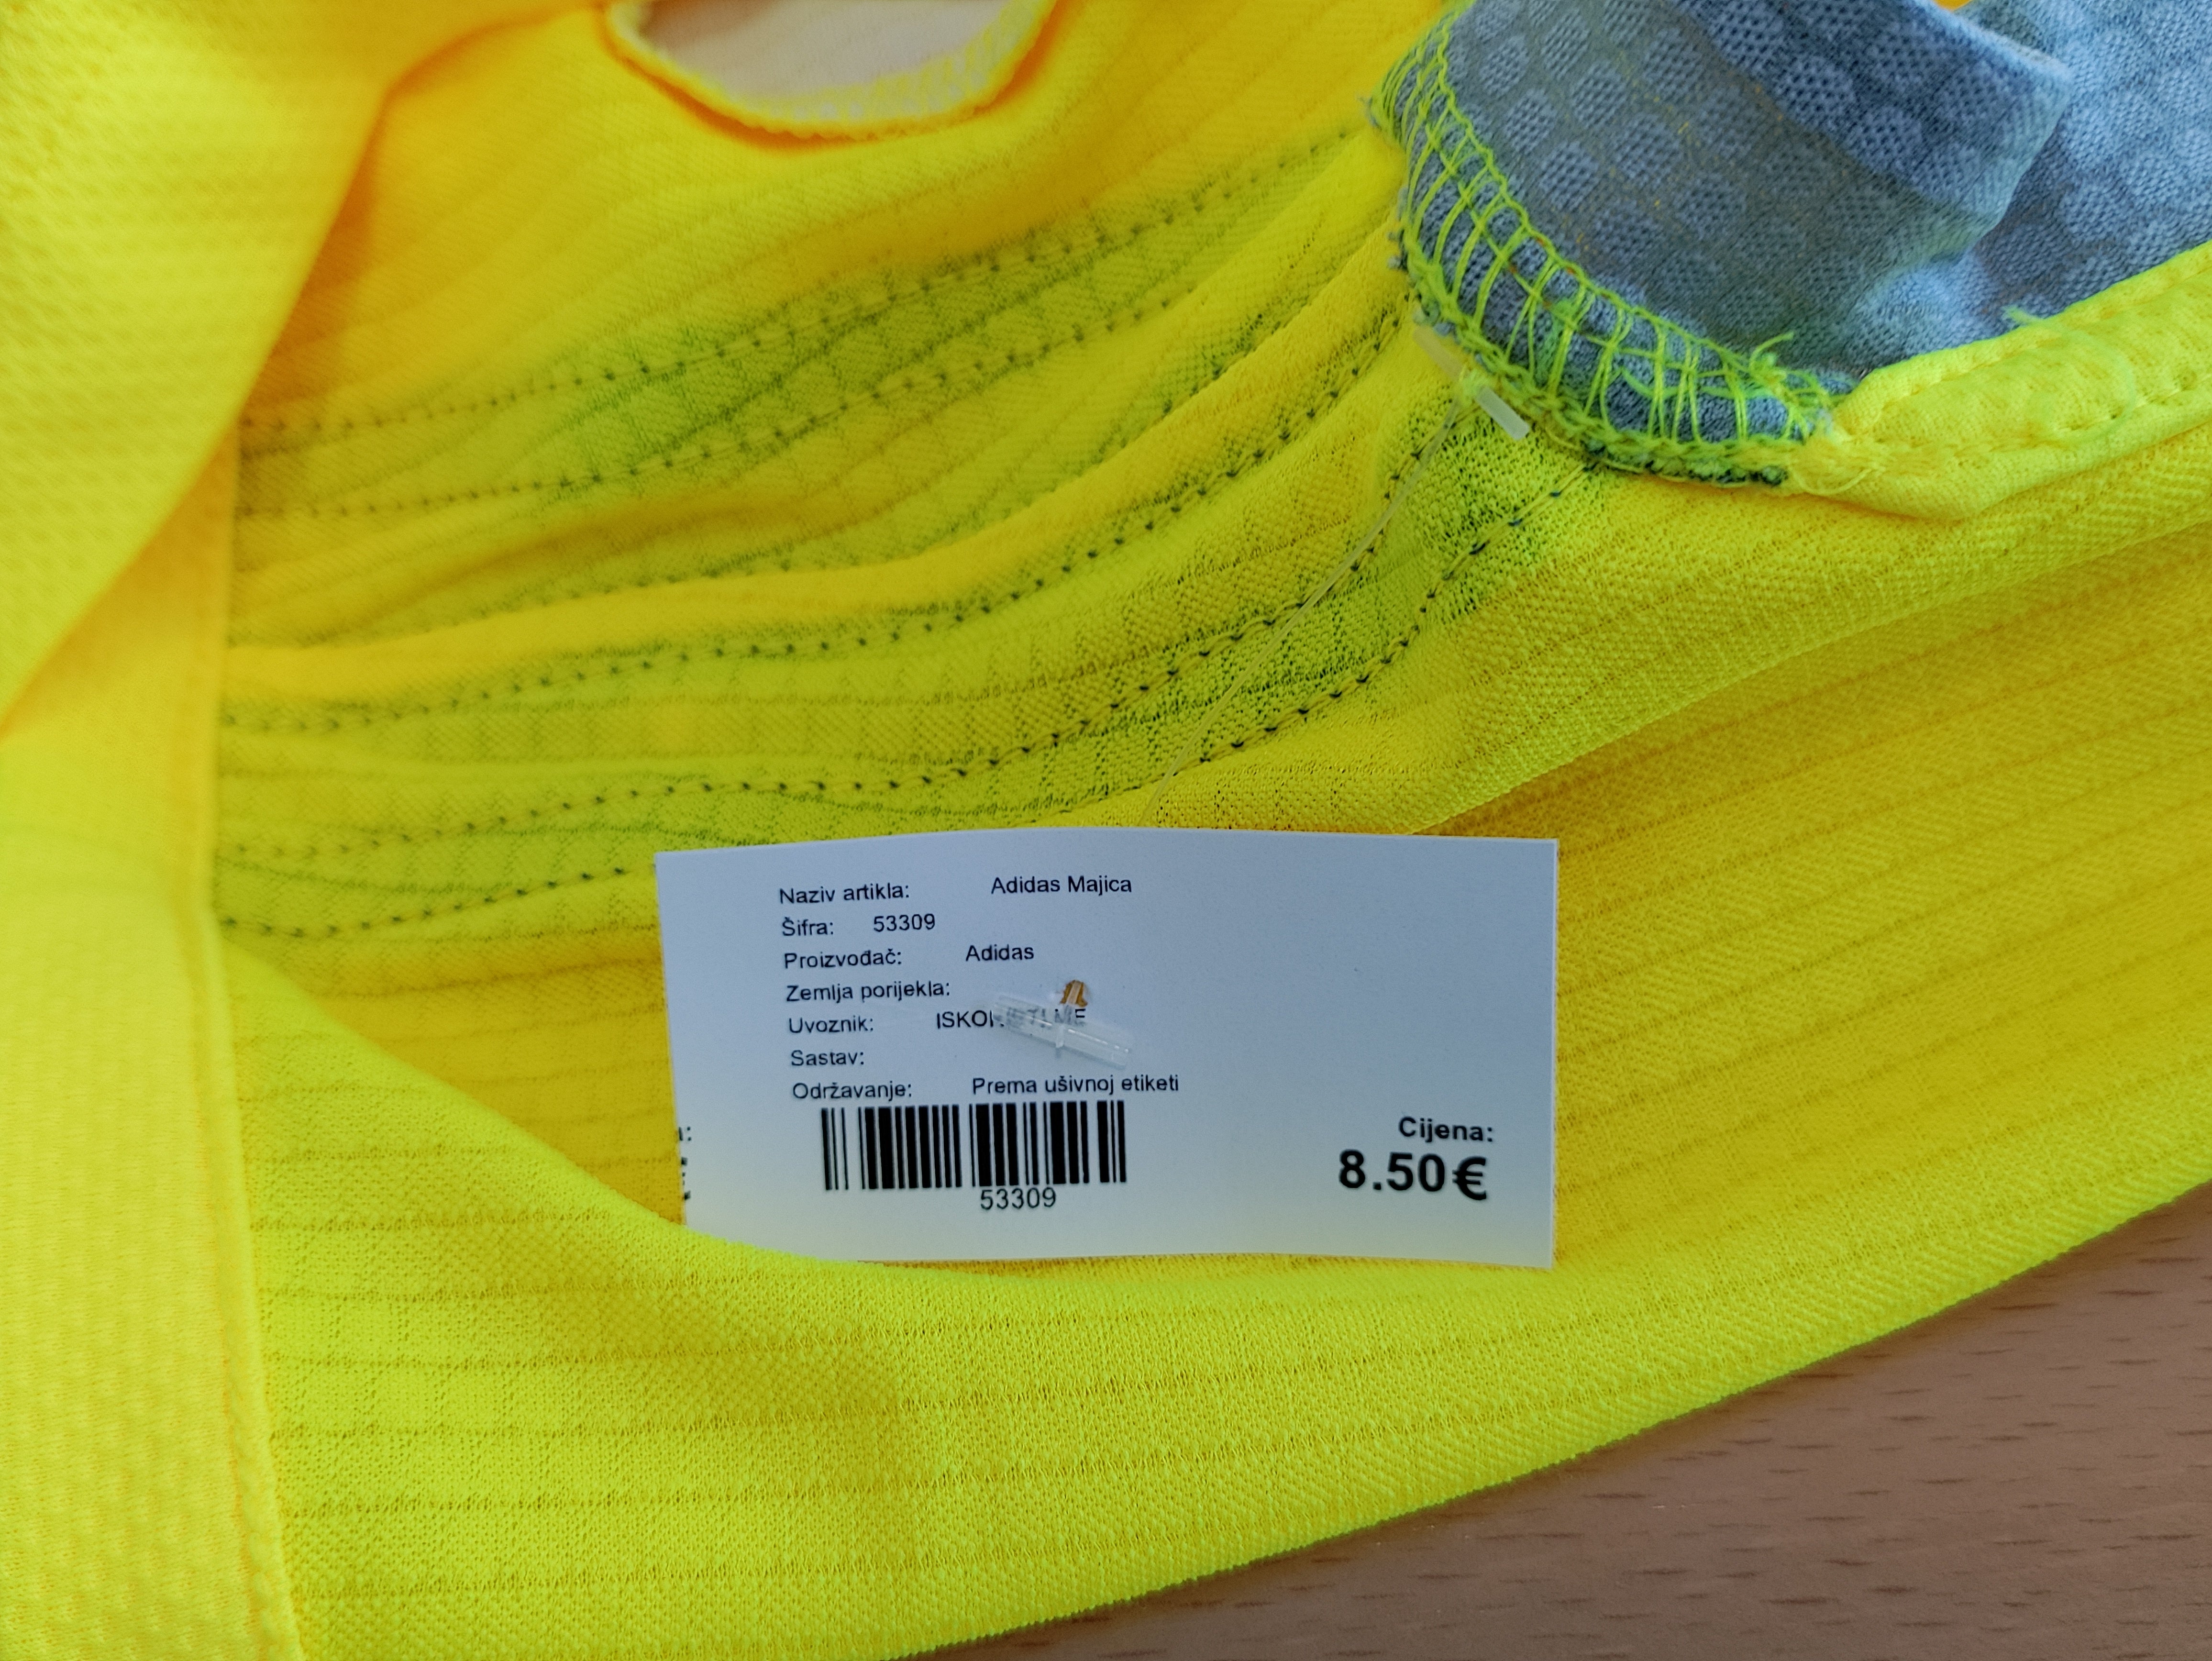 Naziv artikla: Adidas Majica
Šifra: 53309
Proizvođač: Adidas
Zemlja porijekla:
Uvoznik:
Sastav:
Održavanje: Prema ušivnoj etiketi
53309
Cijena:
8.50€